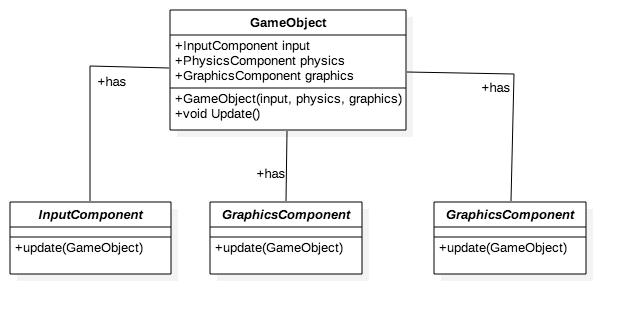 GameObject
+InputComponent input
+PhysicsComponent physics
+GraphicsComponent graphics
+GameObject(input, physics, graphics)
+void Update()
+has
+has
+has
InputComponent
+update(GameObject)
GraphicsComponent
+update(GameObject)
GraphicsComponent
+update(GameObject)